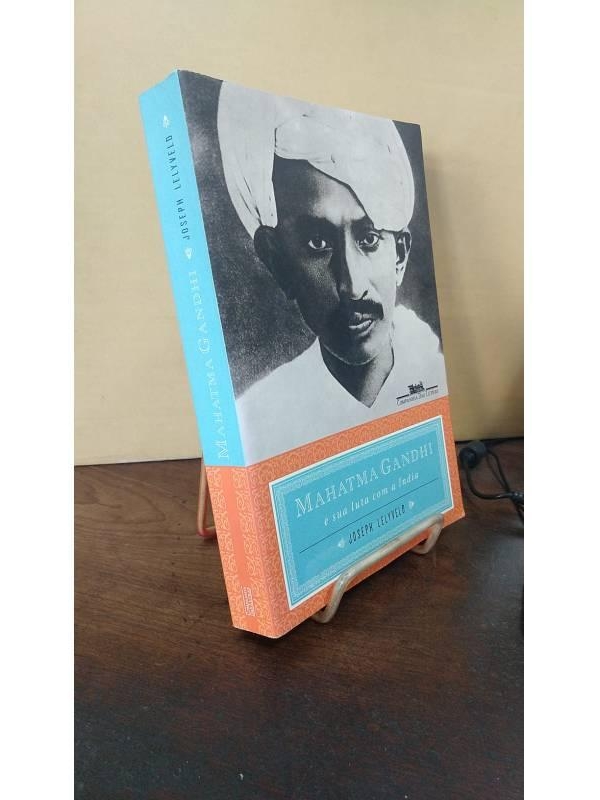 JOSEPH LELYVELD
MAHATMA GANDHI
COMPANHIA DAS LETRAS
MAHATMA GANDHI
e sua luta com a Índia
JOSEPH LELYVELD